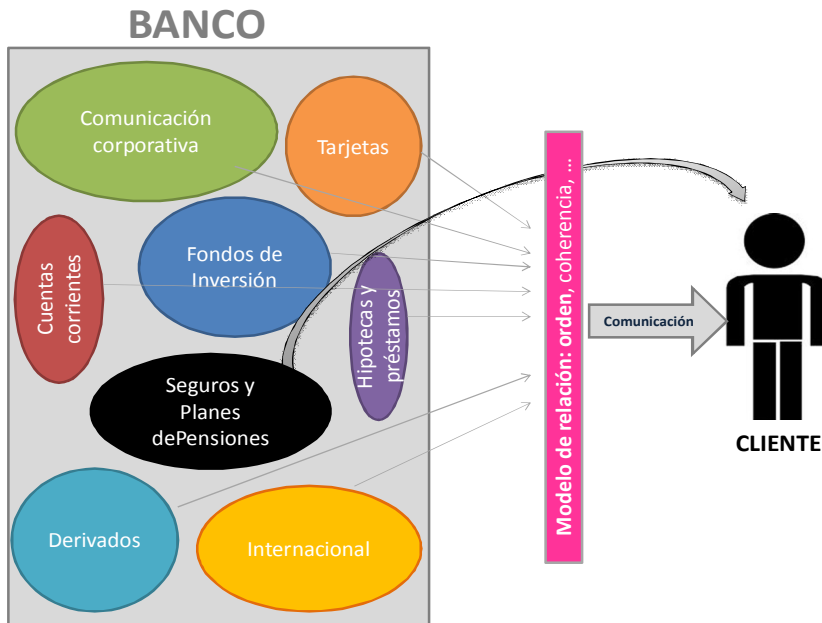 BANCO
Comunicación
corporativa
Tarjetas
Cuentas
corrientes
Fondos de
Inversión
Hipotecas y
préstamos
Seguros y
Planes
dePensiones
Derivados
Internacional
Modelo de relación: orden, coherencia, ...
Comunicación
CLIENTE